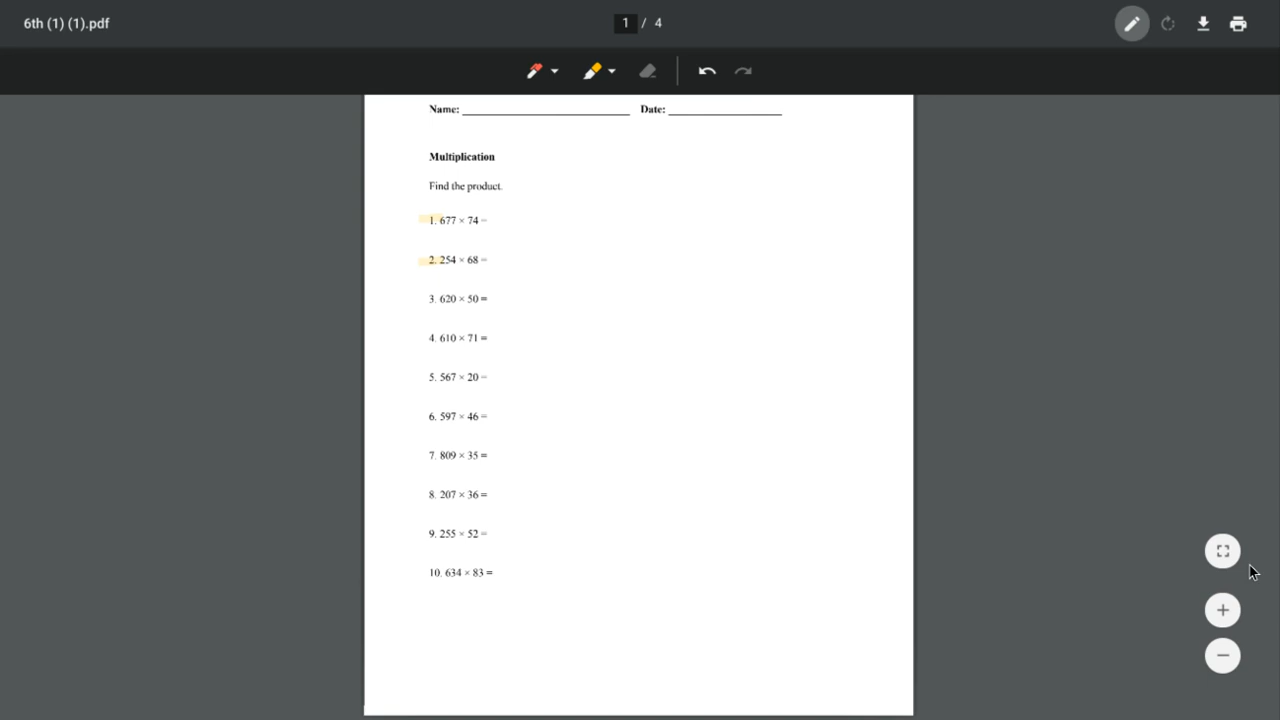 6th (1) (1).pdf
1 / 4
Name: ____________________ Date: ____________________
Multiplication
Find the product.
1. 677 × 74 =
2. 254 × 68 =
3. 620 × 50 =
4. 610 × 71 =
5. 567 × 20 =
6. 597 × 46 =
7. 809 × 35 =
8. 207 × 36 =
9. 255 × 52 =
10. 634 × 83 =